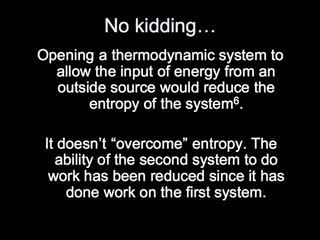 No kidding…
Opening a thermodynamic system to
allow the input of energy from an
outside source would reduce the
entropy of the system⁶.
It doesn’t “overcome” entropy. The
ability of the second system to do
work has been reduced since it has
done work on the first system.